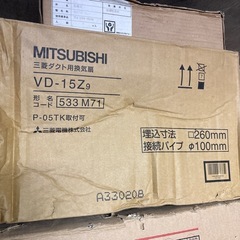 MITSUBISHI
三菱ダクト用換気扇
VD-15Z9
形名コード 533 M71
P-05TK取付可
三菱電機株式会社
埋込寸法 □260mm
接続パイプ φ100mm
A33020B